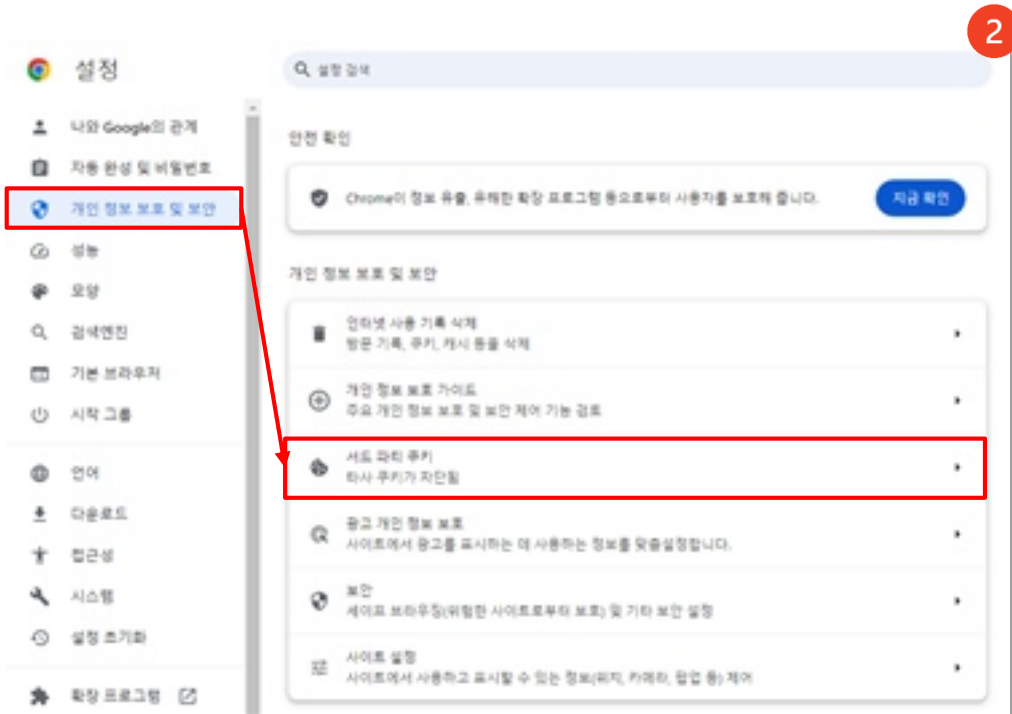 2
설정
설정 검색
나와 Google의 관계
자동 완성 및 비밀번호
개인 정보 보호 및 보안
성능
모양
검색엔진
기본 브라우저
시작 그룹
언어
다운로드
접근성
시스템
설정 초기화
확장 프로그램
안전 확인
Chrome이 정보 유출, 유해한 확장 프로그램 등으로부터 사용자를 보호해 줍니다.
지금 확인
개인 정보 보호 및 보안
인터넷 사용 기록 삭제
방문 기록, 쿠키, 캐시 등을 삭제
개인 정보 보호 가이드
주요 개인 정보 보호 및 보안 제어 기능 검토
서드 파티 쿠키
타사 쿠키가 차단됨
광고 개인 정보 보호
사이트에서 광고를 표시하는 데 사용하는 정보를 맞춤설정합니다.
보안
세이프 브라우징(위험한 사이트로부터 보호) 및 기타 보안 설정
사이트 설정
사이트에서 사용하고 표시할 수 있는 정보(위치, 카메라, 팝업 등) 제어